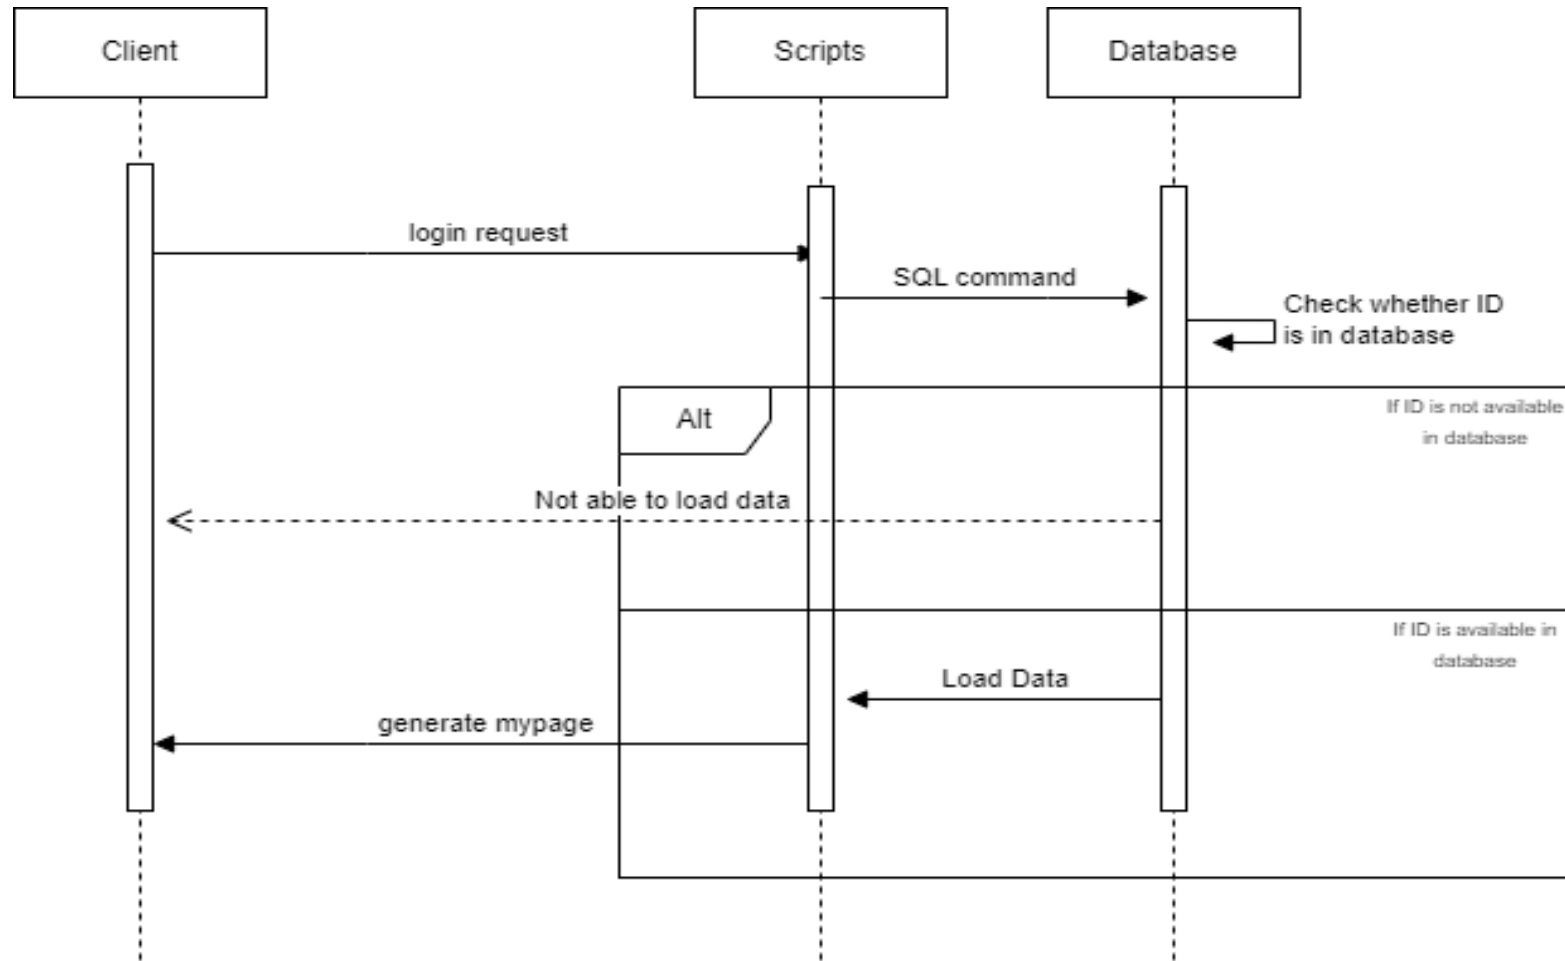 Client
Scripts
Database
login request
SQL command
Check whether ID
is in database
Alt
If ID is not available
in database
Not able to load data
If ID is available in
database
Load Data
generate mypage